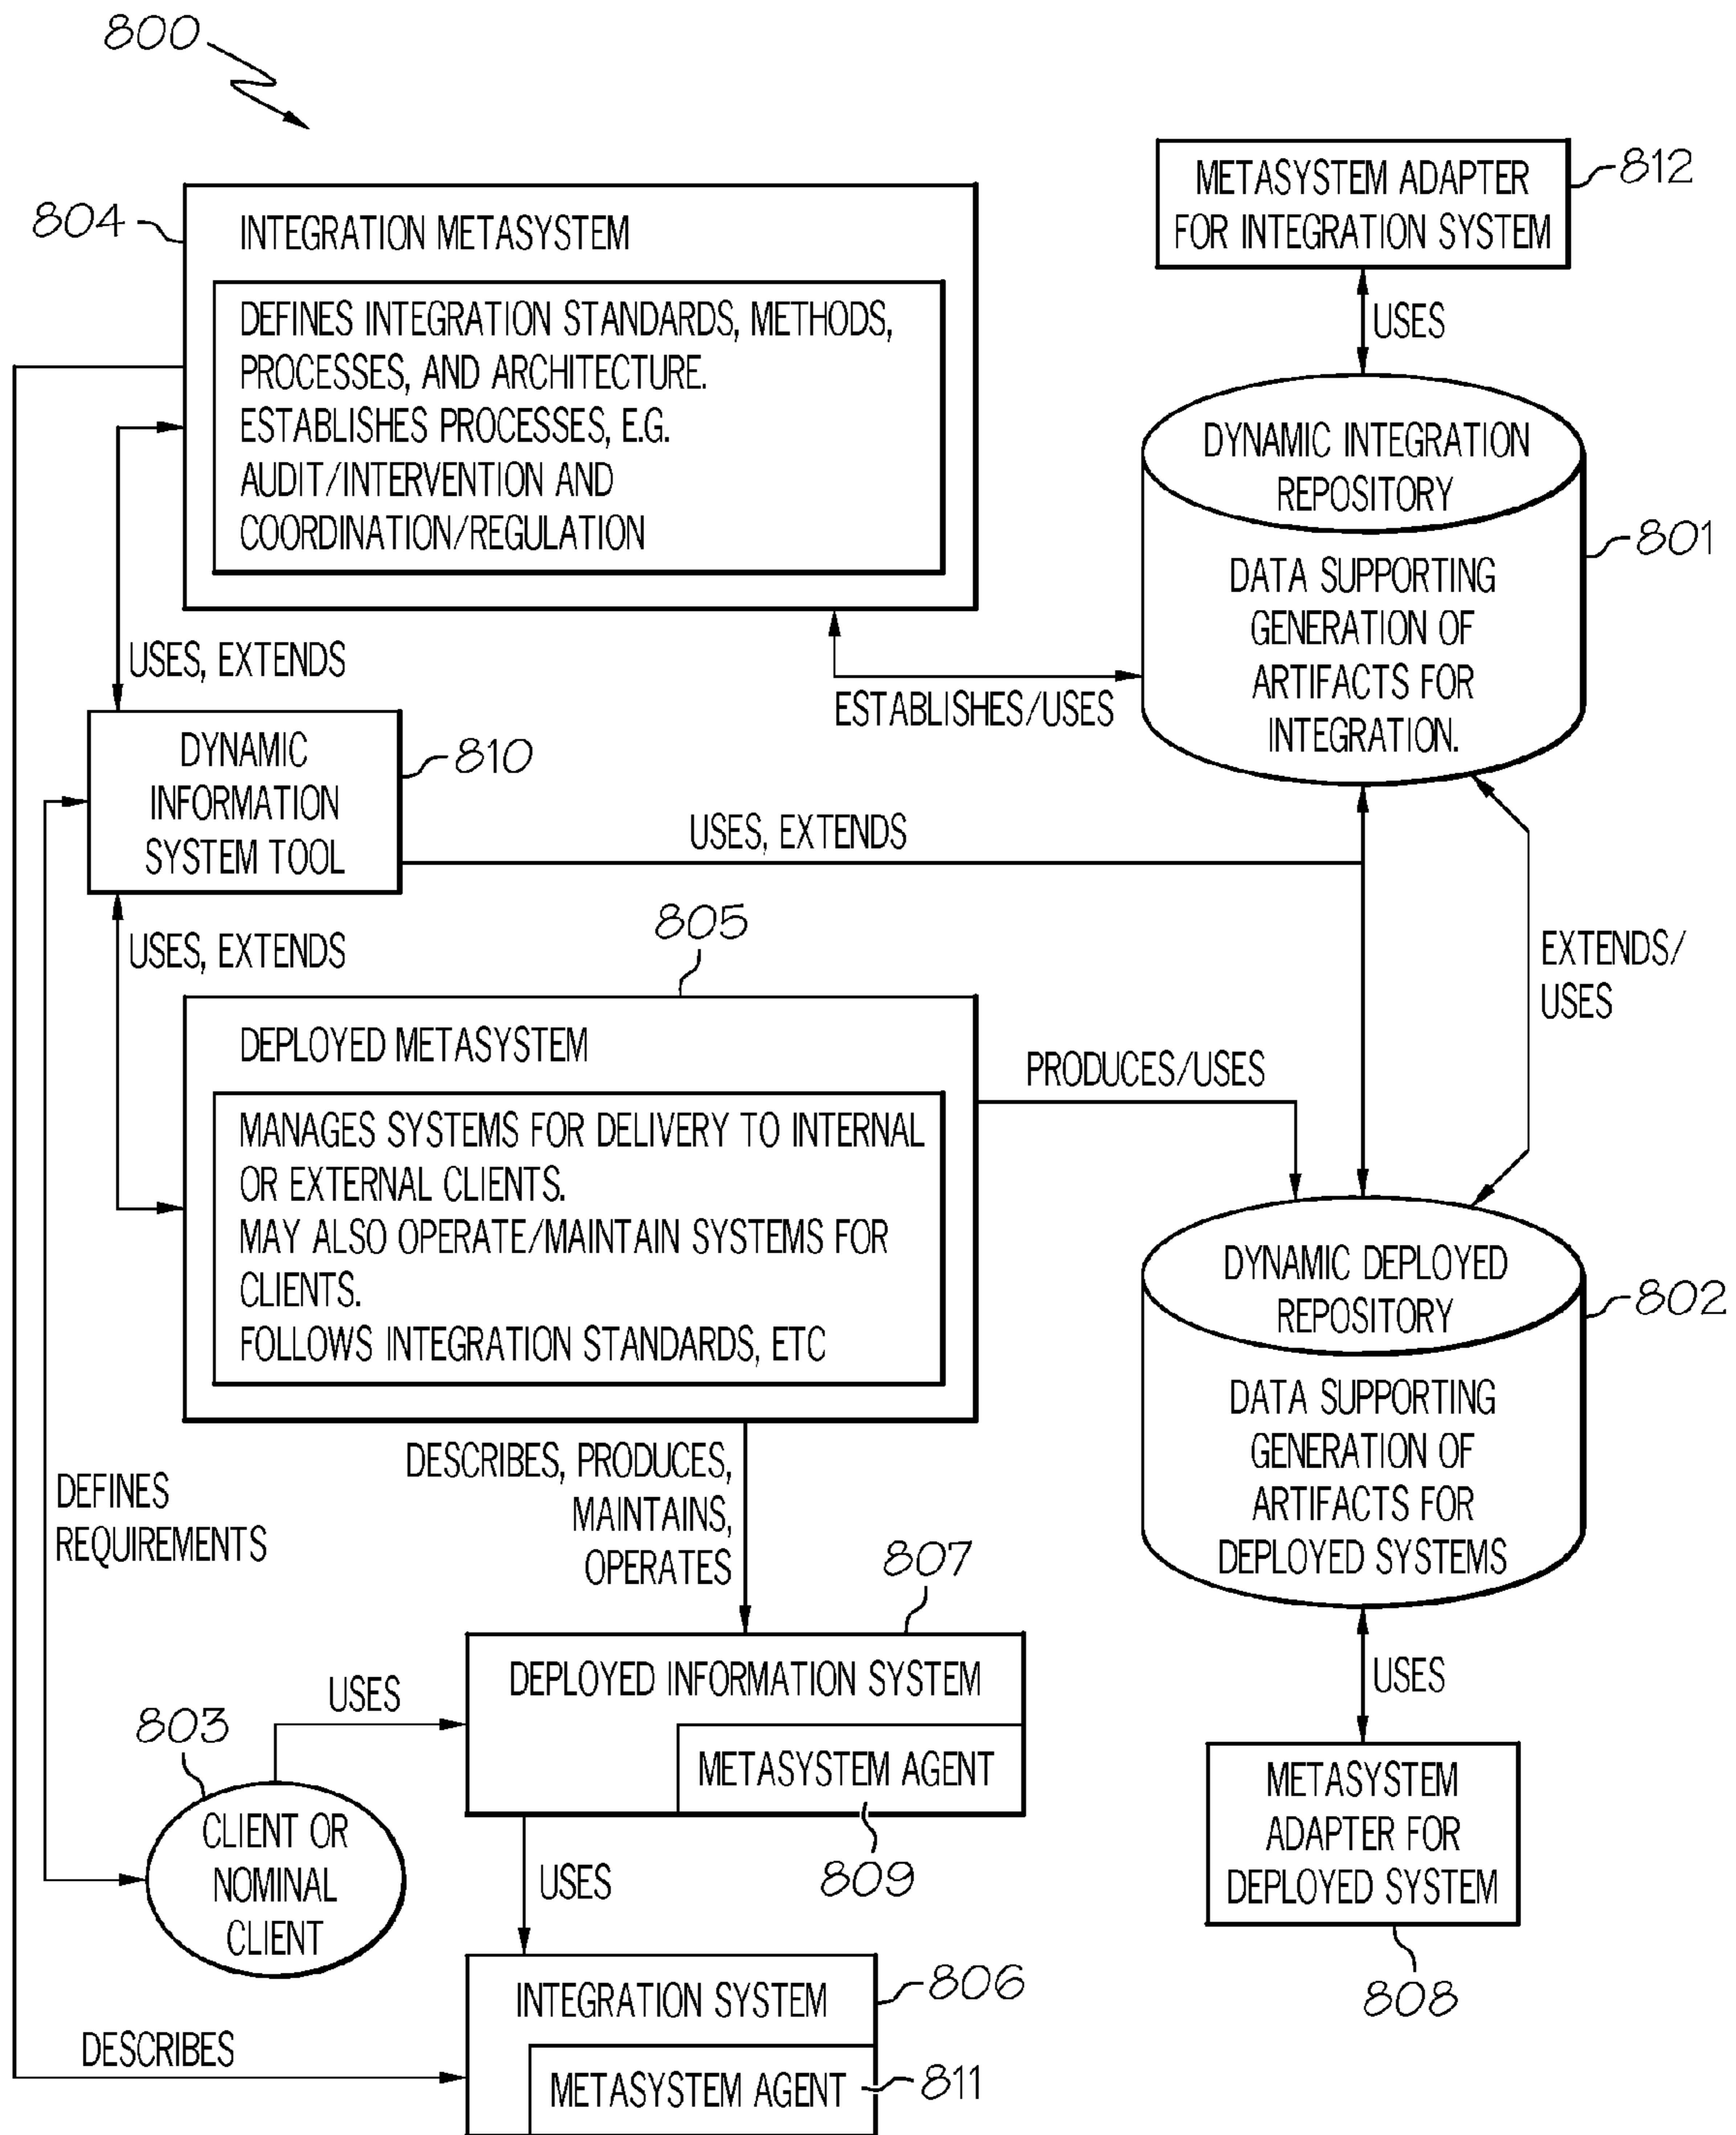 800
METASYSTEM ADAPTER
FOR INTEGRATION SYSTEM
812
804
INTEGRATION METASYSTEM
DEFINES INTEGRATION STANDARDS, METHODS,
PROCESSES, AND ARCHITECTURE.
ESTABLISHES PROCESSES, E.G.
AUDIT/INTERVENTION AND
COORDINATION/REGULATION
USES
DYNAMIC INTEGRATION
REPOSITORY
801
DATA SUPPORTING
GENERATION OF
ARTIFACTS FOR
INTEGRATION.
USES, EXTENDS
ESTABLISHES/USES
DYNAMIC
INFORMATION
SYSTEM TOOL
810
USES, EXTENDS
USES, EXTENDS
805
EXTENDS/
USES
DEPLOYED METASYSTEM
MANAGES SYSTEMS FOR DELIVERY TO INTERNAL
OR EXTERNAL CLIENTS.
MAY ALSO OPERATE/MAINTAIN SYSTEMS FOR
CLIENTS.
FOLLOWS INTEGRATION STANDARDS, ETC
PRODUCES/USES
DYNAMIC DEPLOYED
REPOSITORY
802
DATA SUPPORTING
GENERATION OF
ARTIFACTS FOR
DEPLOYED SYSTEMS
DESCRIBES, PRODUCES,
MAINTAINS,
OPERATES
DEFINES
REQUIREMENTS
807
DEPLOYED INFORMATION SYSTEM
METASYSTEM AGENT
809
USES
USES
803
CLIENT OR
NOMINAL
CLIENT
METASYSTEM
ADAPTER FOR
DEPLOYED SYSTEM
808
USES
INTEGRATION SYSTEM
806
METASYSTEM AGENT
811
DESCRIBES